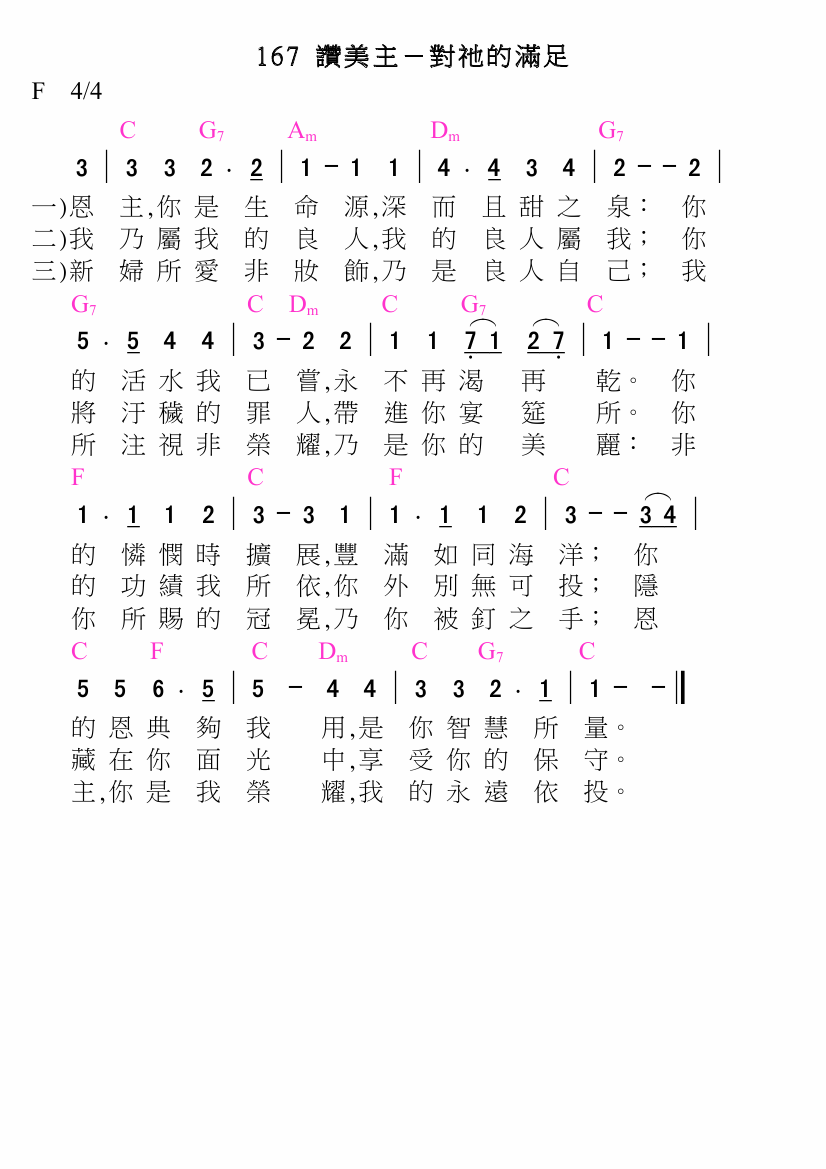 167 讚美主－對祂的滿足
F 4/4
C G7 Am Dm G7
3 | 3 3 2 . 2 | 1 - 1 1 | 4 . 4 3 4 | 2 - - 2 |
一)恩 主,你 是 生 命 源,深 而 且 甜 之 泉： 你
二)我 乃 屬 我 的 良 人,我 的 良 人 屬 我； 你
三)新 婦 所 愛 非 妝 飾,乃 是 良 人 自 己； 我
G7 C Dm C G7 C
5 . 5 4 4 | 3 - 2 2 | 1 1 7 1 2 7 | 1 - - 1 |
的 活 水 我 已 嘗,永 不 再 渴 再 乾。 你
將 汙 穢 的 罪 人,帶 進 你 宴 筵 所。 你
所 注 視 非 榮 耀,乃 是 你 的 美 麗： 非
F C F C
1 . 1 1 2 | 3 - 3 1 | 1 . 1 1 2 | 3 - - 3 4 |
的 憐 憫 時 擴 展,豐 滿 如 同 海 洋； 你
的 功 績 我 所 依,你 外 別 無 可 投； 隱
你 所 賜 的 冠 冕,乃 你 被 釘 之 手； 恩
C F C Dm C G7 C
5 5 6 . 5 | 5 - 4 4 | 3 3 2 . 1 | 1 - - ‖
的 恩 典 夠 我 用,是 你 智 慧 所 量。
藏 在 你 面 光 中,享 受 你 的 保 守。
主,你 是 我 榮 耀,我 的 永 遠 依 投。